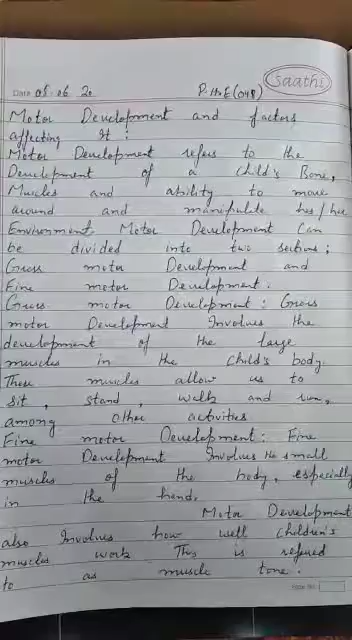 saathi
Date 08.06.20 P.H.E (048)
Motor Development and factors
affecting It:
Motor Development refers to the
Development of a child's Bone,
Muscles and ability to move
around and manipulate his/her
Environment. Motor Development can
be divided into two sections;
Gross motor Development and
Fine motor Development.
Gross motor Development: Gross
motor Development Involves the
development of the large
muscles in the child's body.
These muscles allow us to
sit, stand, walk and run,
among other activities
Fine motor Development: Fine
motor Development Involves the small
muscles of the body, especially
in the hand.
Motor Development
also Involves how well children's
muscles work This is refered
to as muscle tone.
Page No.